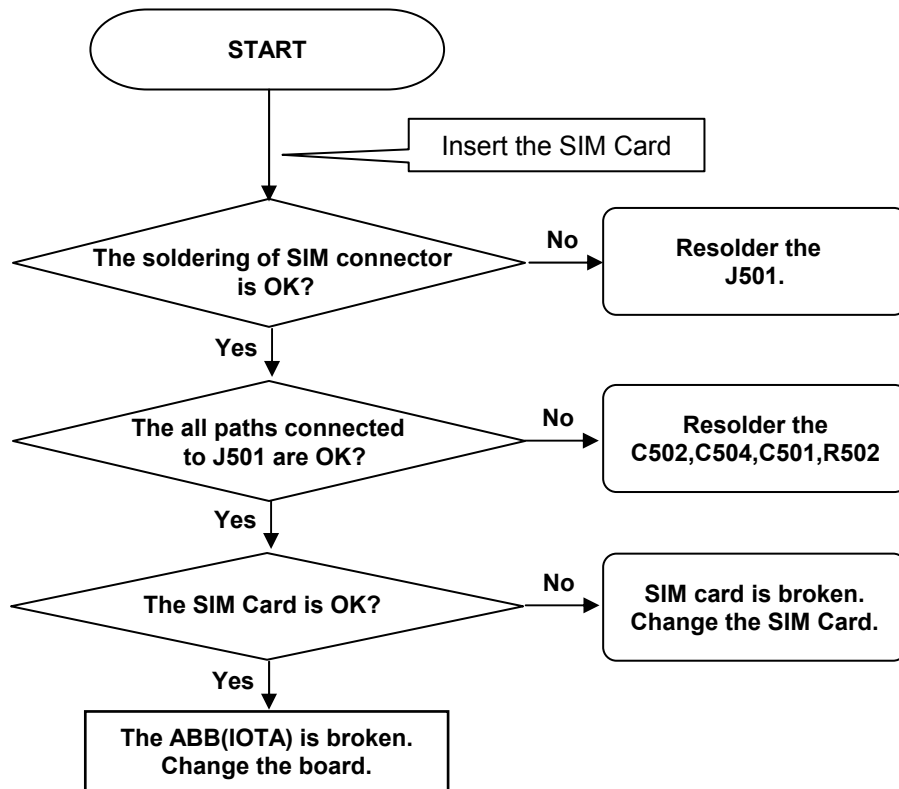 START
Insert the SIM Card
The soldering of SIM connector
is OK?
No
Resolder the
J501.
Yes
The all paths connected
to J501 are OK?
No
Resolder the
C502,C504,C501,R502
Yes
The SIM Card is OK?
No
SIM card is broken.
Change the SIM Card.
Yes
The ABB(IOTA) is broken.
Change the board.